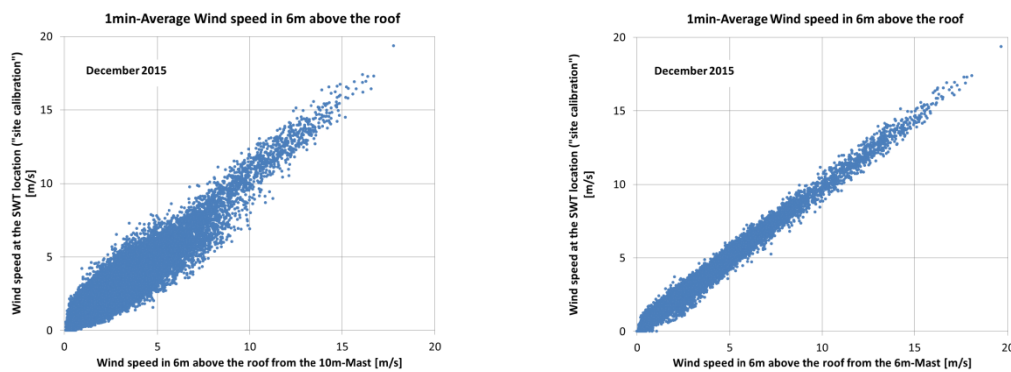 1min-Average Wind speed in 6m above the roof
20
15
10
5
0
December 2015
Wind speed at the SWT location ("site calibration")
[m/s]
0 5 10 15 20
Wind speed in 6m above the roof from the 10m-Mast [m/s]
1min-Average Wind speed in 6m above the roof
20
15
10
5
0
December 2015
Wind speed at the SWT location ("site calibration")
[m/s]
0 5 10 15 20
Wind speed in 6m above the roof from the 6m-Mast [m/s]